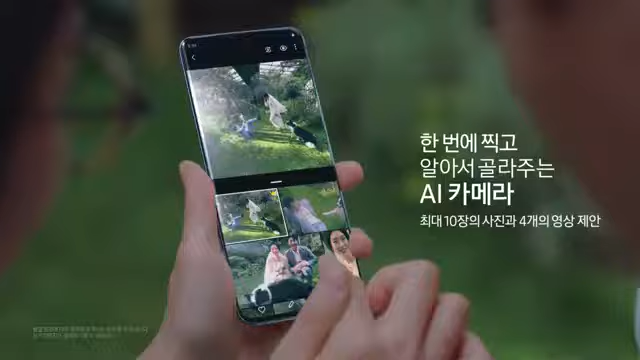 한 번에 찍고
알아서 골라주는
AI 카메라
최대 10장의 사진과 4개의 영상 제안